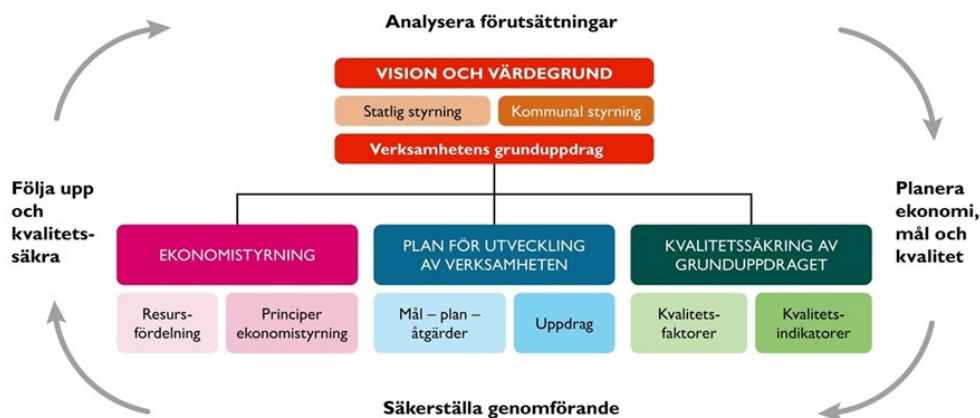 Analysera förutsättningar
VISION OCH VÄRDEGRUND
Statlig styrning
Kommunal styrning
Verksamhetens grunduppdrag
Följa upp
och
kvalitets-
säkra
Planera
ekonomi,
mål och
kvalitet
EKONOMISTYRNING
PLAN FÖR UTVECKLING
AV VERKSAMHETEN
KVALITETSSÄKRING AV
GRUNDUPPDRAGET
Resurs-
fördelning
Principer
ekonomistyrning
Mål – plan –
åtgärder
Uppdrag
Kvalitets-
faktorer
Kvalitets-
indikatorer
Säkerställa genomförande